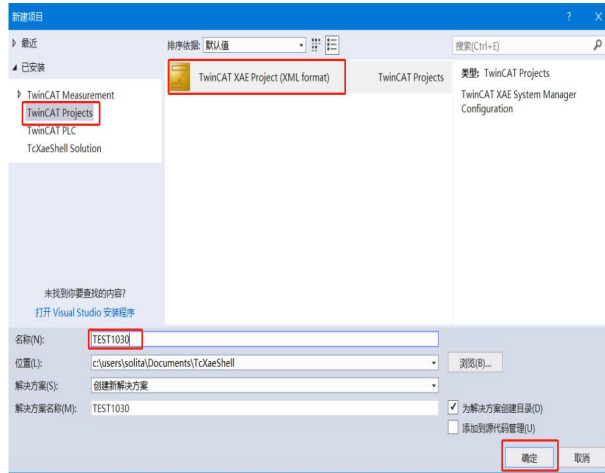 新建项目
? X
最近
排序依据: 默认值
搜索(Ctrl+E)
已安装
TwinCAT Measurement
TwinCAT Projects
TwinCAT PLC
TcXaeShell Solution
TwinCAT XAE Project (XML format)
TwinCAT Projects
类型: TwinCAT Projects
TwinCAT XAE System Manager
Configuration
未找到你要查找的内容?
打开 Visual Studio 安装程序
名称(N): TEST1030
位置(L): c:\users\solita\Documents\TcXaeShell
浏览(B)...
解决方案(S): 创建新解决方案
解决方案名称(M): TEST1030
为解决方案创建目录(D)
添加到源代码管理(U)
确定
取消